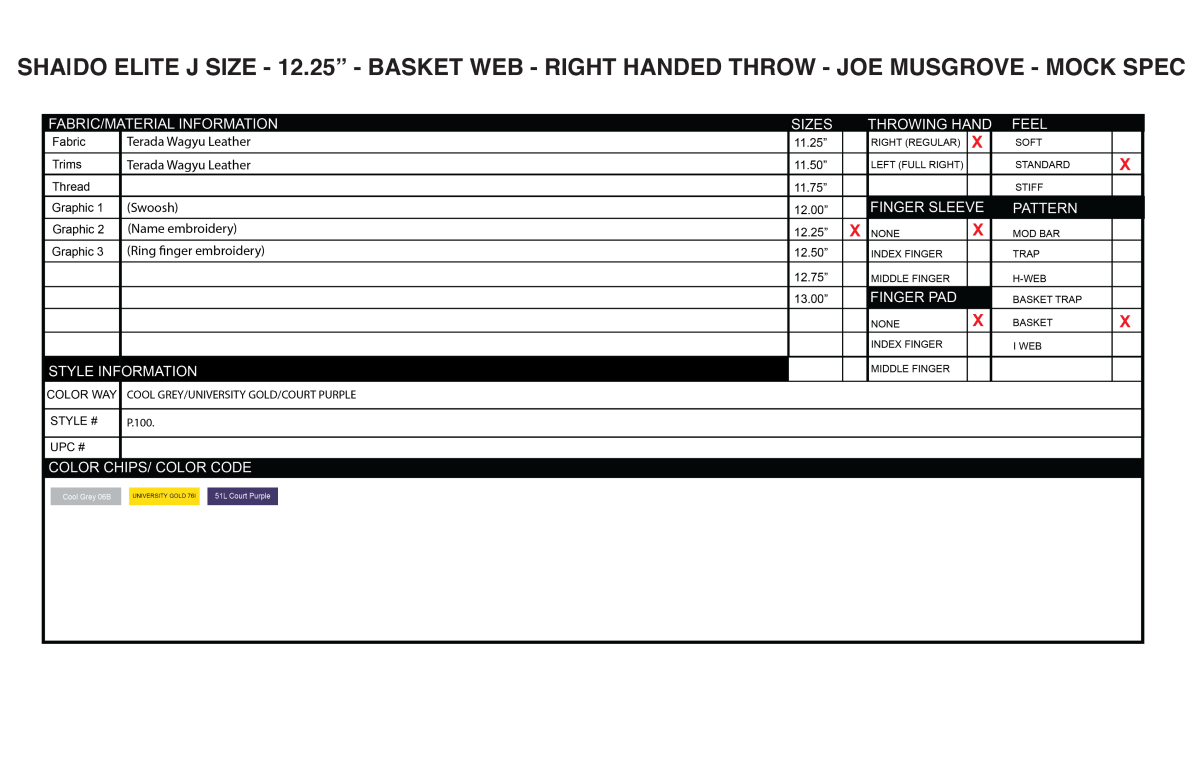 SHAIDO ELITE J SIZE - 12.25” - BASKET WEB - RIGHT HANDED THROW - JOE MUSGROVE - MOCK SPEC
FABRIC/MATERIAL INFORMATION SIZES THROWING HAND FEEL
Fabric Terada Wagyu Leather 11.25” RIGHT (REGULAR) X SOFT
Trims Terada Wagyu Leather 11.50” LEFT (FULL RIGHT) STANDARD X
Thread 11.75” STIFF
Graphic 1 (Swoosh) 12.00” FINGER SLEEVE PATTERN
Graphic 2 (Name embroidery) 12.25” X NONE X MOD BAR
Graphic 3 (Ring finger embroidery) 12.50” INDEX FINGER TRAP
12.75” MIDDLE FINGER H-WEB
13.00” FINGER PAD BASKET TRAP
NONE X BASKET X
INDEX FINGER I WEB
STYLE INFORMATION MIDDLE FINGER
COLOR WAY COOL GREY/UNIVERSITY GOLD/COURT PURPLE
STYLE # P.100.
UPC #
COLOR CHIPS/ COLOR CODE
Cool Grey 06B UNIVERSITY GOLD 76I 51L Court Purple